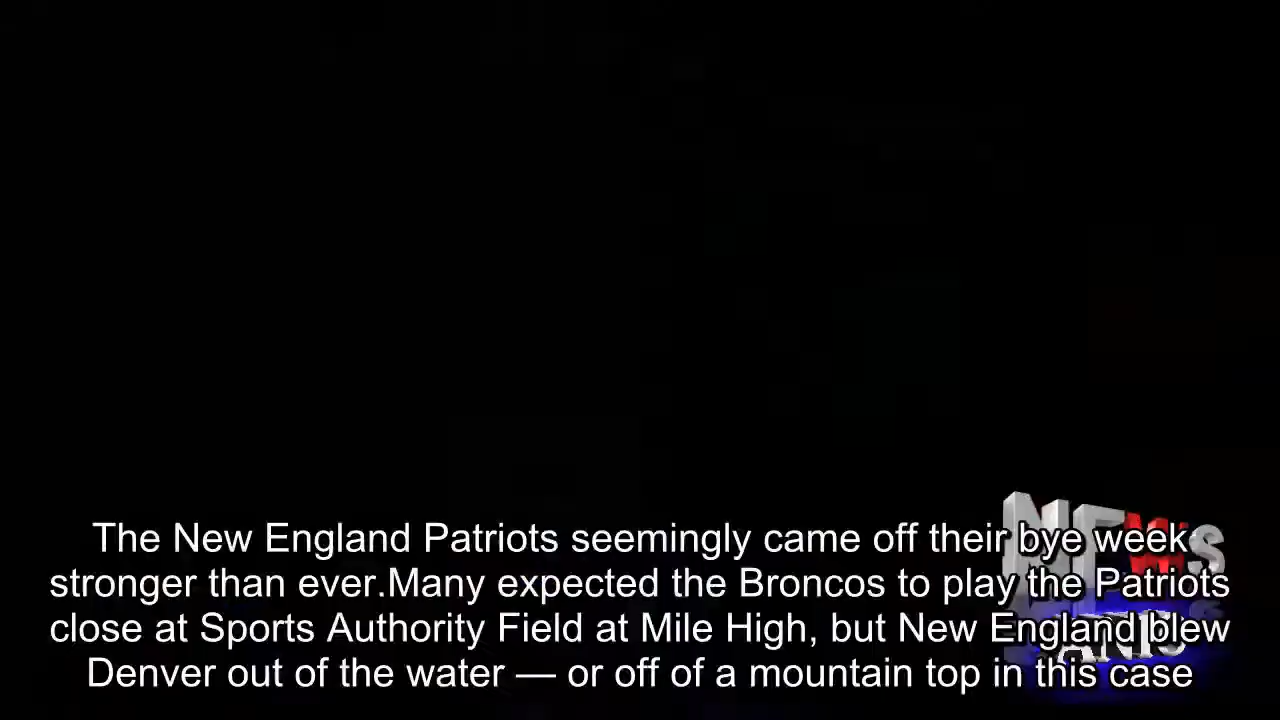 The New England Patriots seemingly came off their bye week
stronger than ever.Many expected the Broncos to play the Patriots
close at Sports Authority Field at Mile High, but New England blew
Denver out of the water — or off of a mountain top in this case
NEWS